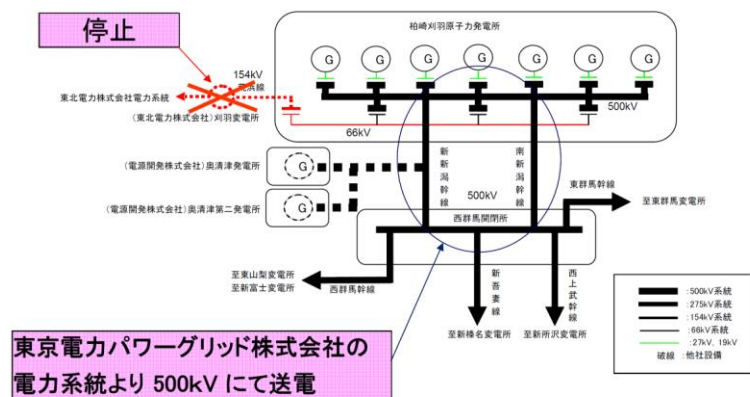 停止
柏崎刈羽原子力発電所
G G G G G G G
154kV
荒浜線
東北電力株式会社電力系統
(東北電力株式会社)刈羽変電所
500kV
66kV
(電源開発株式会社)奥清津発電所
G
(電源開発株式会社)奥清津第二発電所
G
新新潟幹線
南新潟幹線
500kV
東群馬幹線
至東群馬変電所
西群馬開閉所
至東山梨変電所
至新富士変電所
西群馬幹線
新吾妻線
西上武幹線
至新榛名変電所
至新所沢変電所
:500kV系統
:275kV系統
:154kV系統
:66kV系統
:27kV, 19kV
破線 :他社設備
東京電力パワーグリッド株式会社の
電力系統より 500kV にて送電